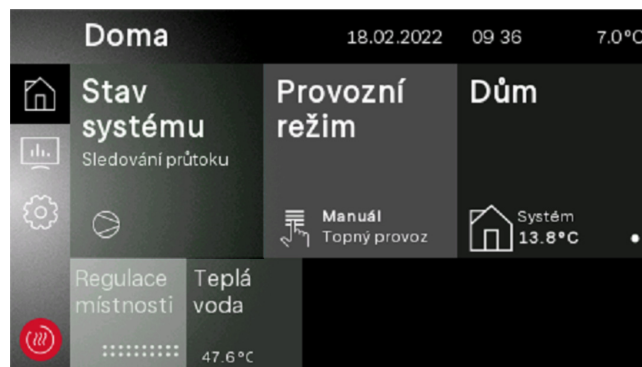 Doma 18.02.2022 09 36 7.0°C
Stav systému
Sledování průtoku
Provozní režim
Manuál
Topný provoz
Dům
Systém
13.8°C
Regulace místnosti
Teplá voda
47.6°C